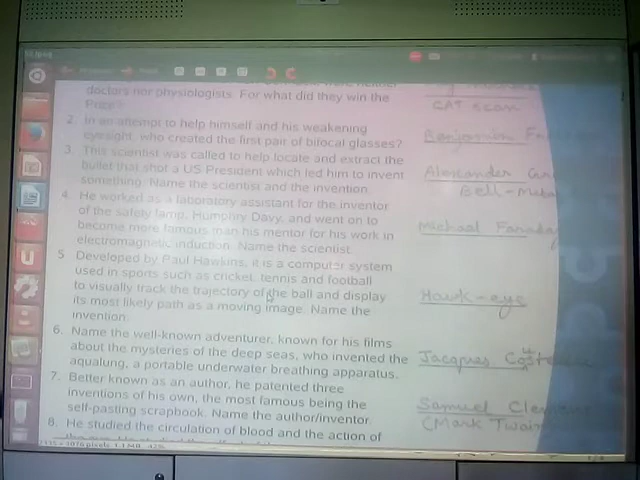 doctors nor physiologists. For what did they win the
Prize?
CAT Scan
2. In an attempt to help himself and his weakening
eyesight, who created the first pair of bifocal glasses?
Benjamin
3. This scientist was called to help locate and extract the
bullet that shot a US President which led him to invent
something. Name the scientist and the invention.
Alexander
Bell - Metal
4. He worked as a laboratory assistant for the inventor
of the safety lamp, Humphry Davy, and went on to
become more famous than his mentor for his work in
electromagnetic induction. Name the scientist.
Michael Faraday
5 Developed by Paul Hawkins, it is a computer system
used in sports such as cricket, tennis and football
to visually track the trajectory of the ball and display
its most likely path as a moving image. Name the
invention.
Hawk-eye
6. Name the well-known adventurer, known for his films
about the mysteries of the deep seas, who invented the
aqualung, a portable underwater breathing apparatus.
Jacques
7. Better known as an author, he patented three
inventions of his own, the most famous being the
self-pasting scrapbook. Name the author/inventor.
Samuel Clemens
(Mark Twain
8. He studied the circulation of blood and the action of